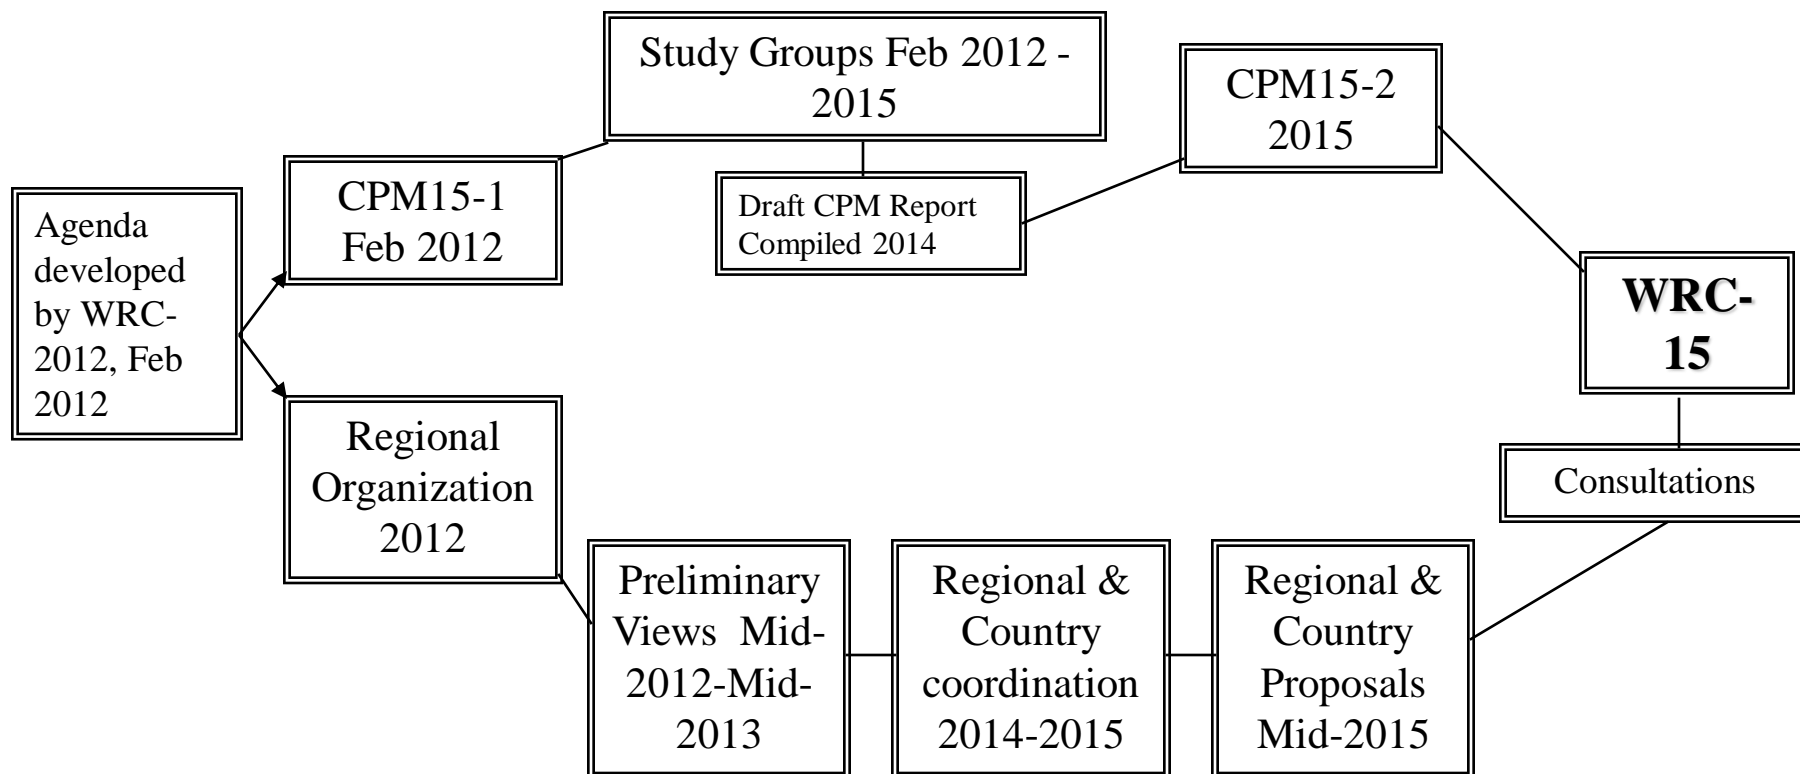 Study Groups Feb 2012 -
2015
CPM15-2
2015
CPM15-1
Feb 2012
Draft CPM Report
Compiled 2014
Agenda
developed
by WRC-
2012, Feb
2012
WRC-
15
Regional
Organization
2012
Consultations
Preliminary
Views Mid-
2012-Mid-
2013
Regional &
Country
coordination
2014-2015
Regional &
Country
Proposals
Mid-2015